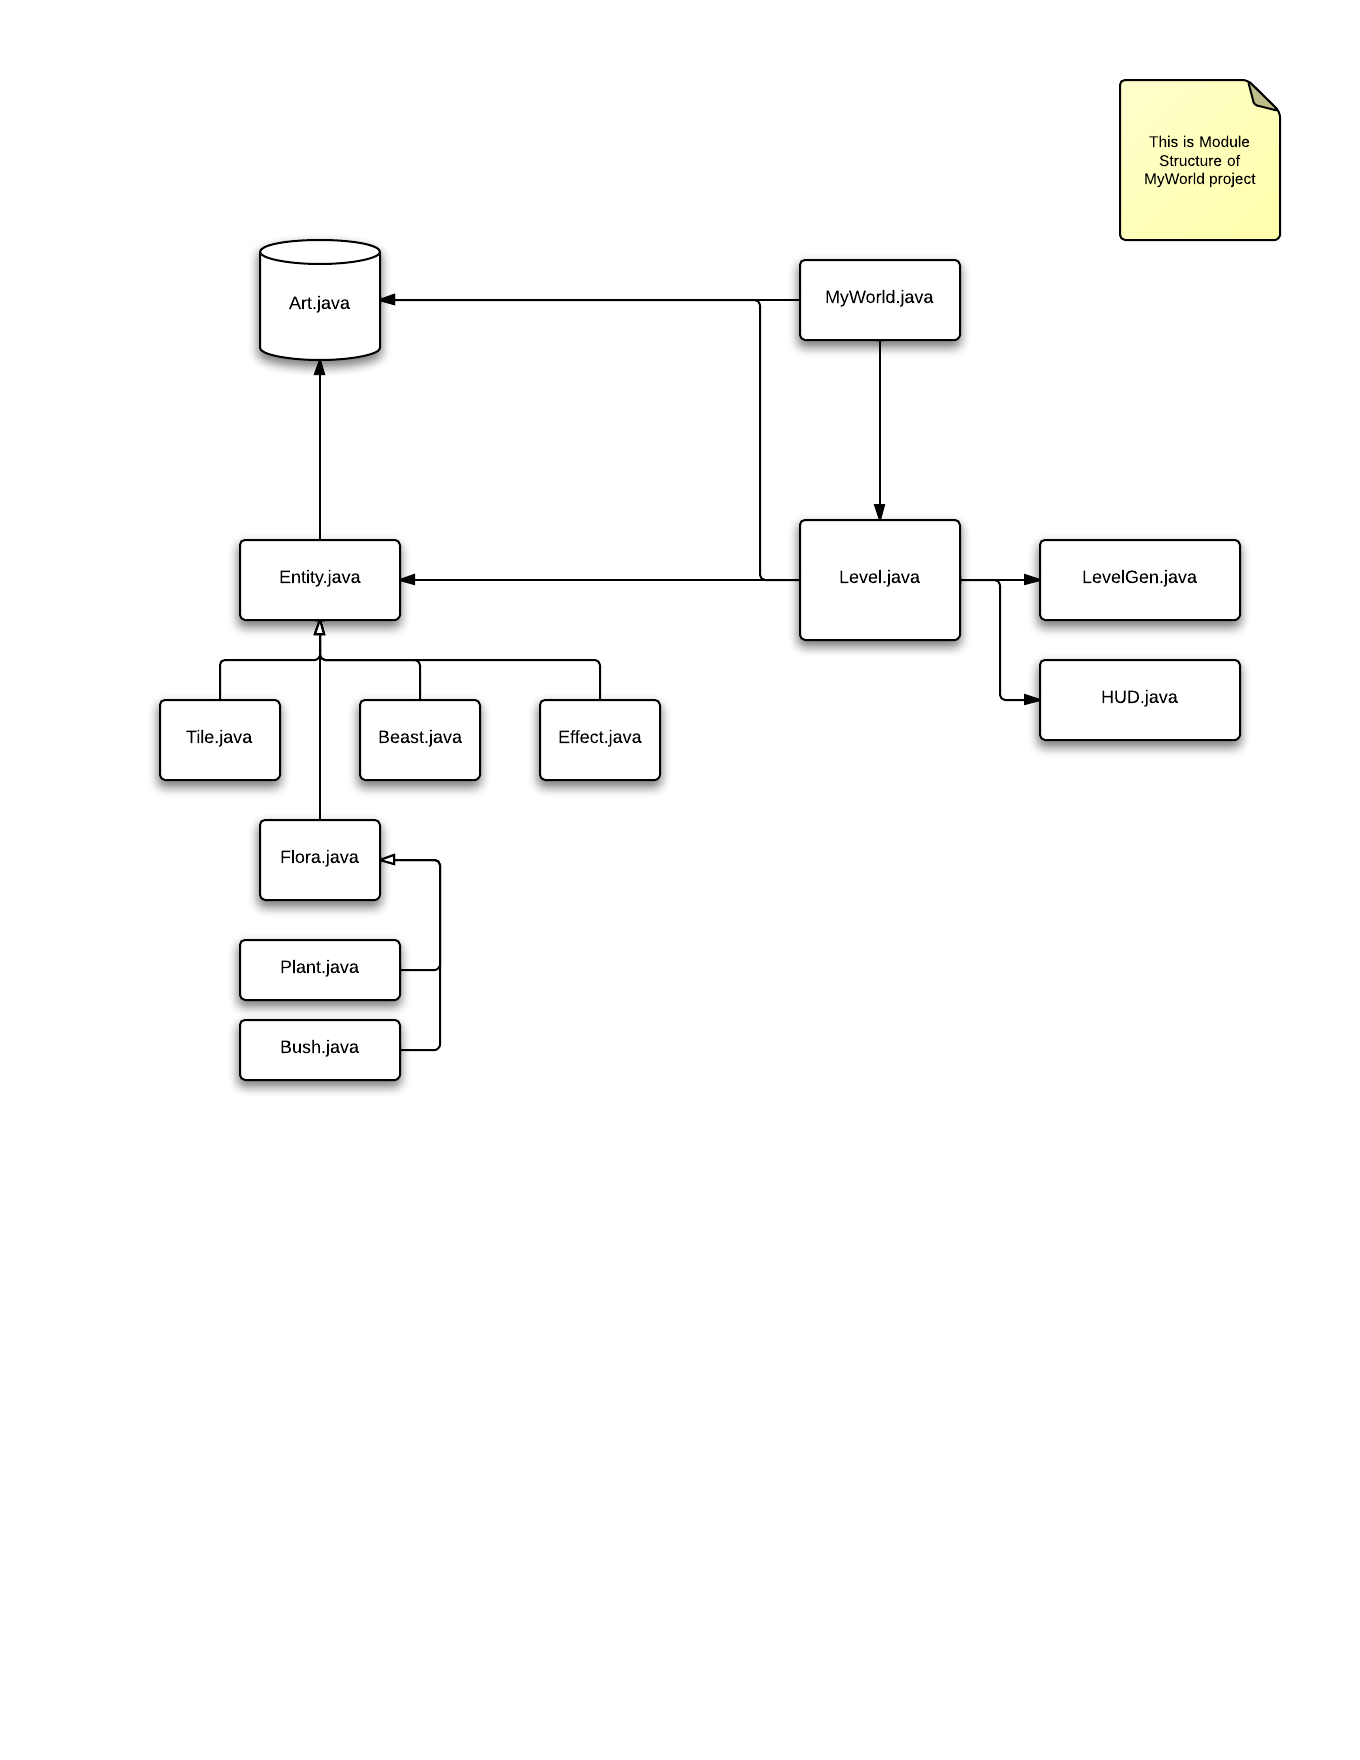 This is Module
Structure of
MyWorld project
Art.java
MyWorld.java
Entity.java
Level.java
LevelGen.java
HUD.java
Tile.java
Beast.java
Effect.java
Flora.java
Plant.java
Bush.java